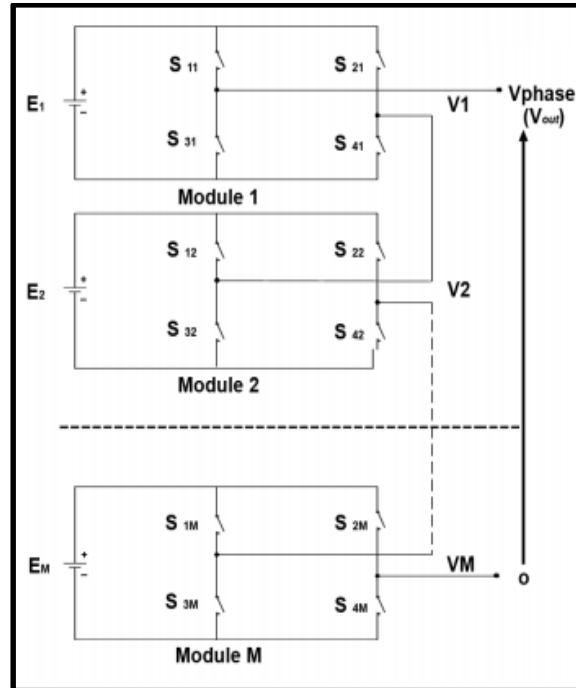 S 11 S 21
E1 + - V1 Vphase
(Vout)
S 31 S 41
Module 1
S 12 S 22
E2 + - V2
S 32 S 42
Module 2
S 1M S 2M
EM + - VM o
S 3M S 4M
Module M